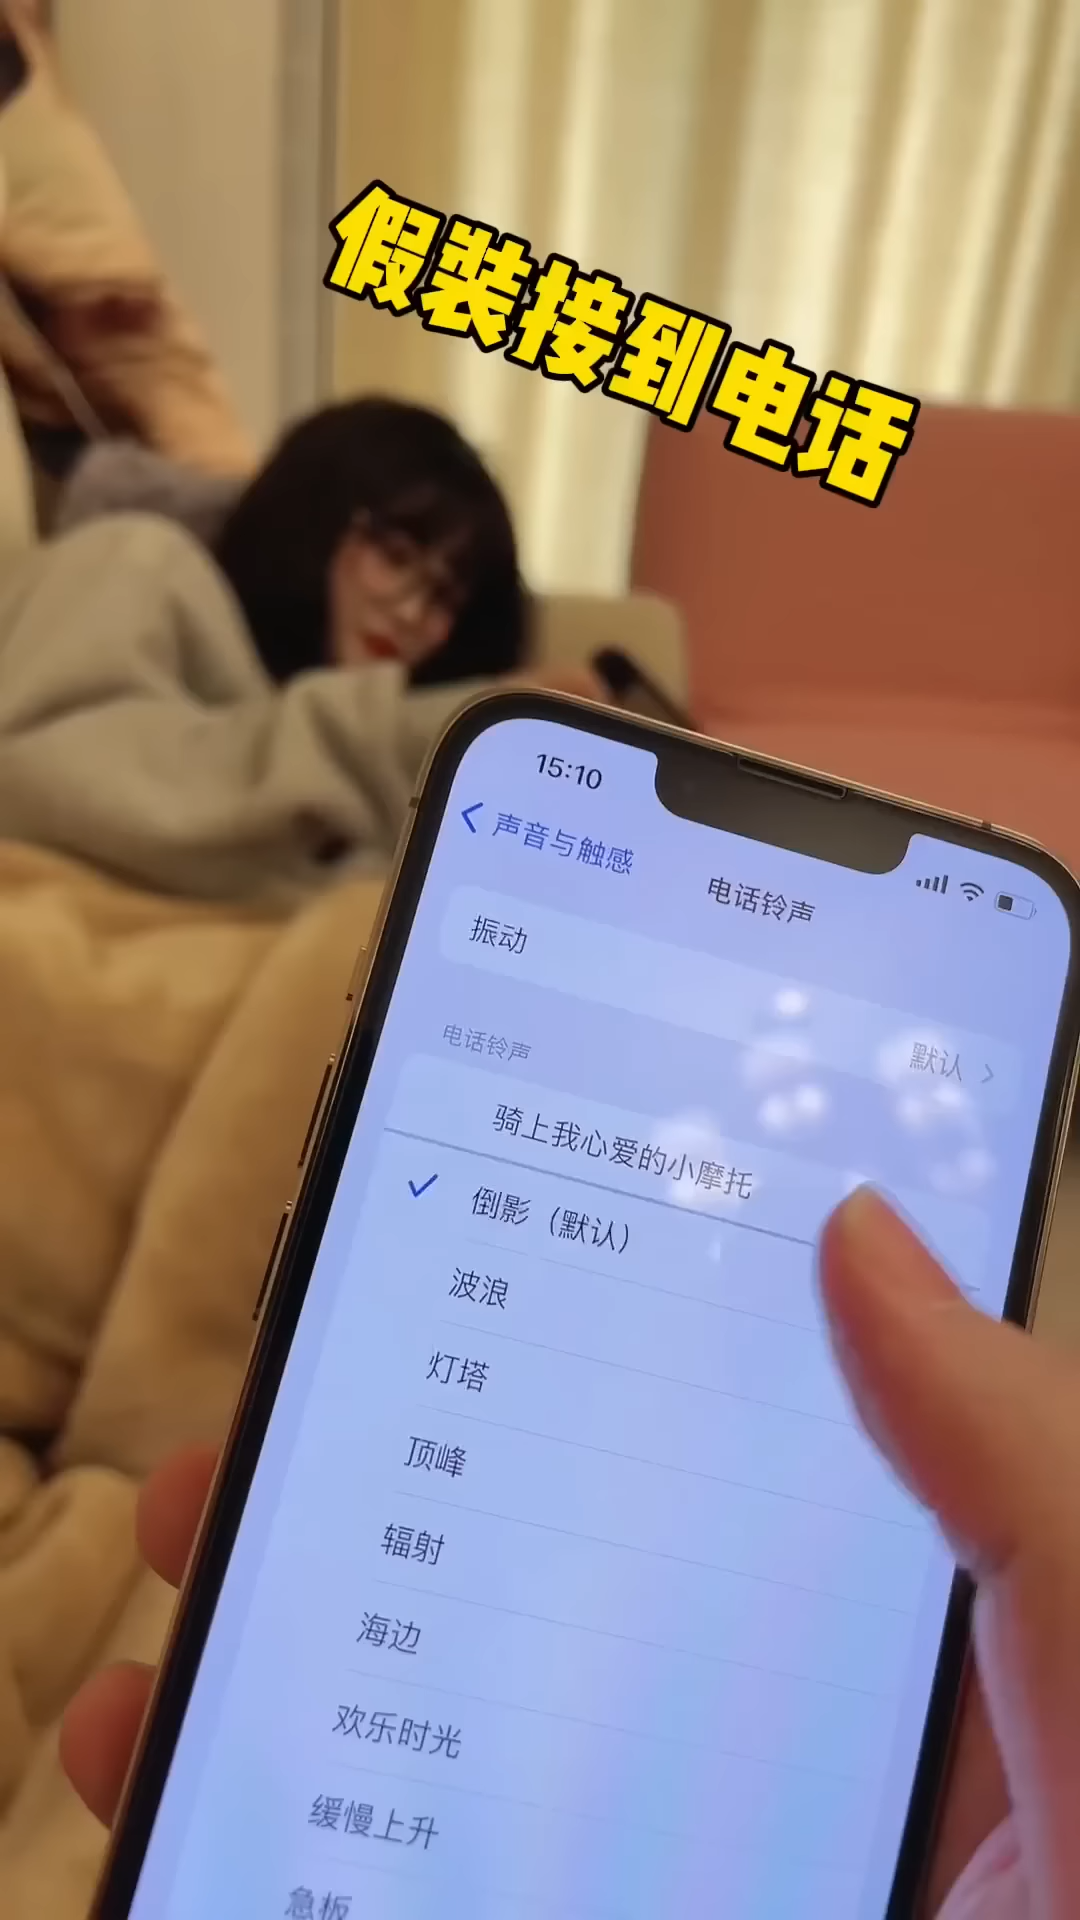 假装接到电话
15:10
声音与触感
电话铃声
振动
默认
电话铃声
骑上我心爱的小摩托
倒影（默认）
波浪
灯塔
顶峰
辐射
海边
欢乐时光
缓慢上升
急板